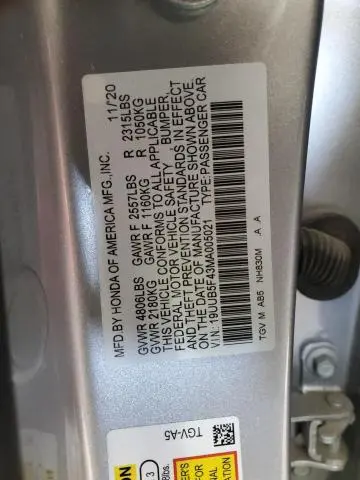 MFD.BY HONDA OF AMERICA MFG.,INC. 11/20
GVWR 4806LBS GAWR F 2557LBS R 2315LBS
GVWR 2180KG GAWR F 1160KG R 1050KG
THIS VEHICLE CONFORMS TO ALL APPLICABLE
FEDERAL MOTOR VEHICLE SAFETY BUMPER,
AND THEFT PREVENTION STANDARDS IN EFFECT
ON THE DATE OF MANUFACTURE SHOWN ABOVE.
V.I.N.:19UUB5F43MA005021 TYPE:PASSENGER CAR
TGV M AB5 NH830M A A
TGV-A5